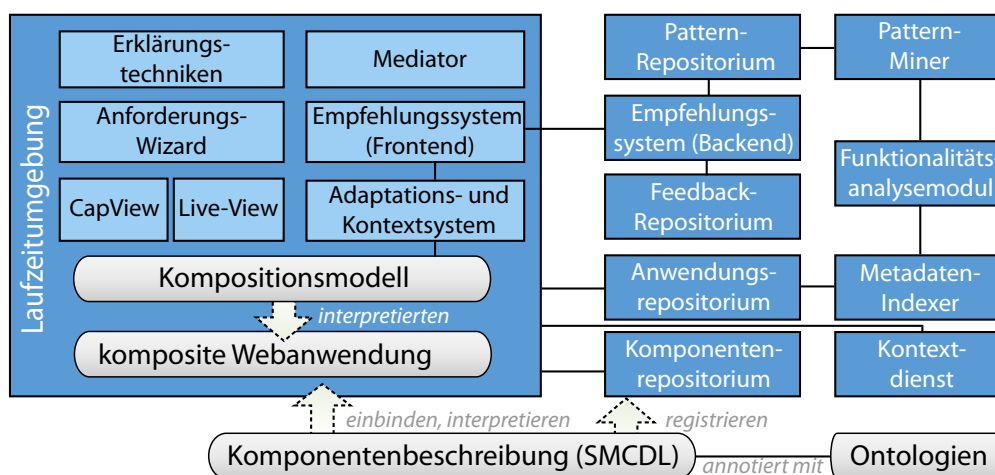 Laufzeitumgebung
Erklärungs-
techniken
Mediator
Anforderungs-
Wizard
Empfehlungssystem
(Frontend)
CapView
Live-View
Adaptations- und
Kontextsystem
Kompositionsmodell
interpretierten
komposite Webanwendung
Pattern-
Repositorium
Pattern-
Miner
Empfehlungs-
system (Backend)
Funktionalitäts-
analysemodul
Feedback-
Repositorium
Anwendungs-
repositorium
Metadaten-
Indexer
Komponenten-
repositorium
Kontext-
dienst
einbinden, interpretieren
registrieren
Komponentenbeschreibung (SMCDL)
annotiert mit
Ontologien